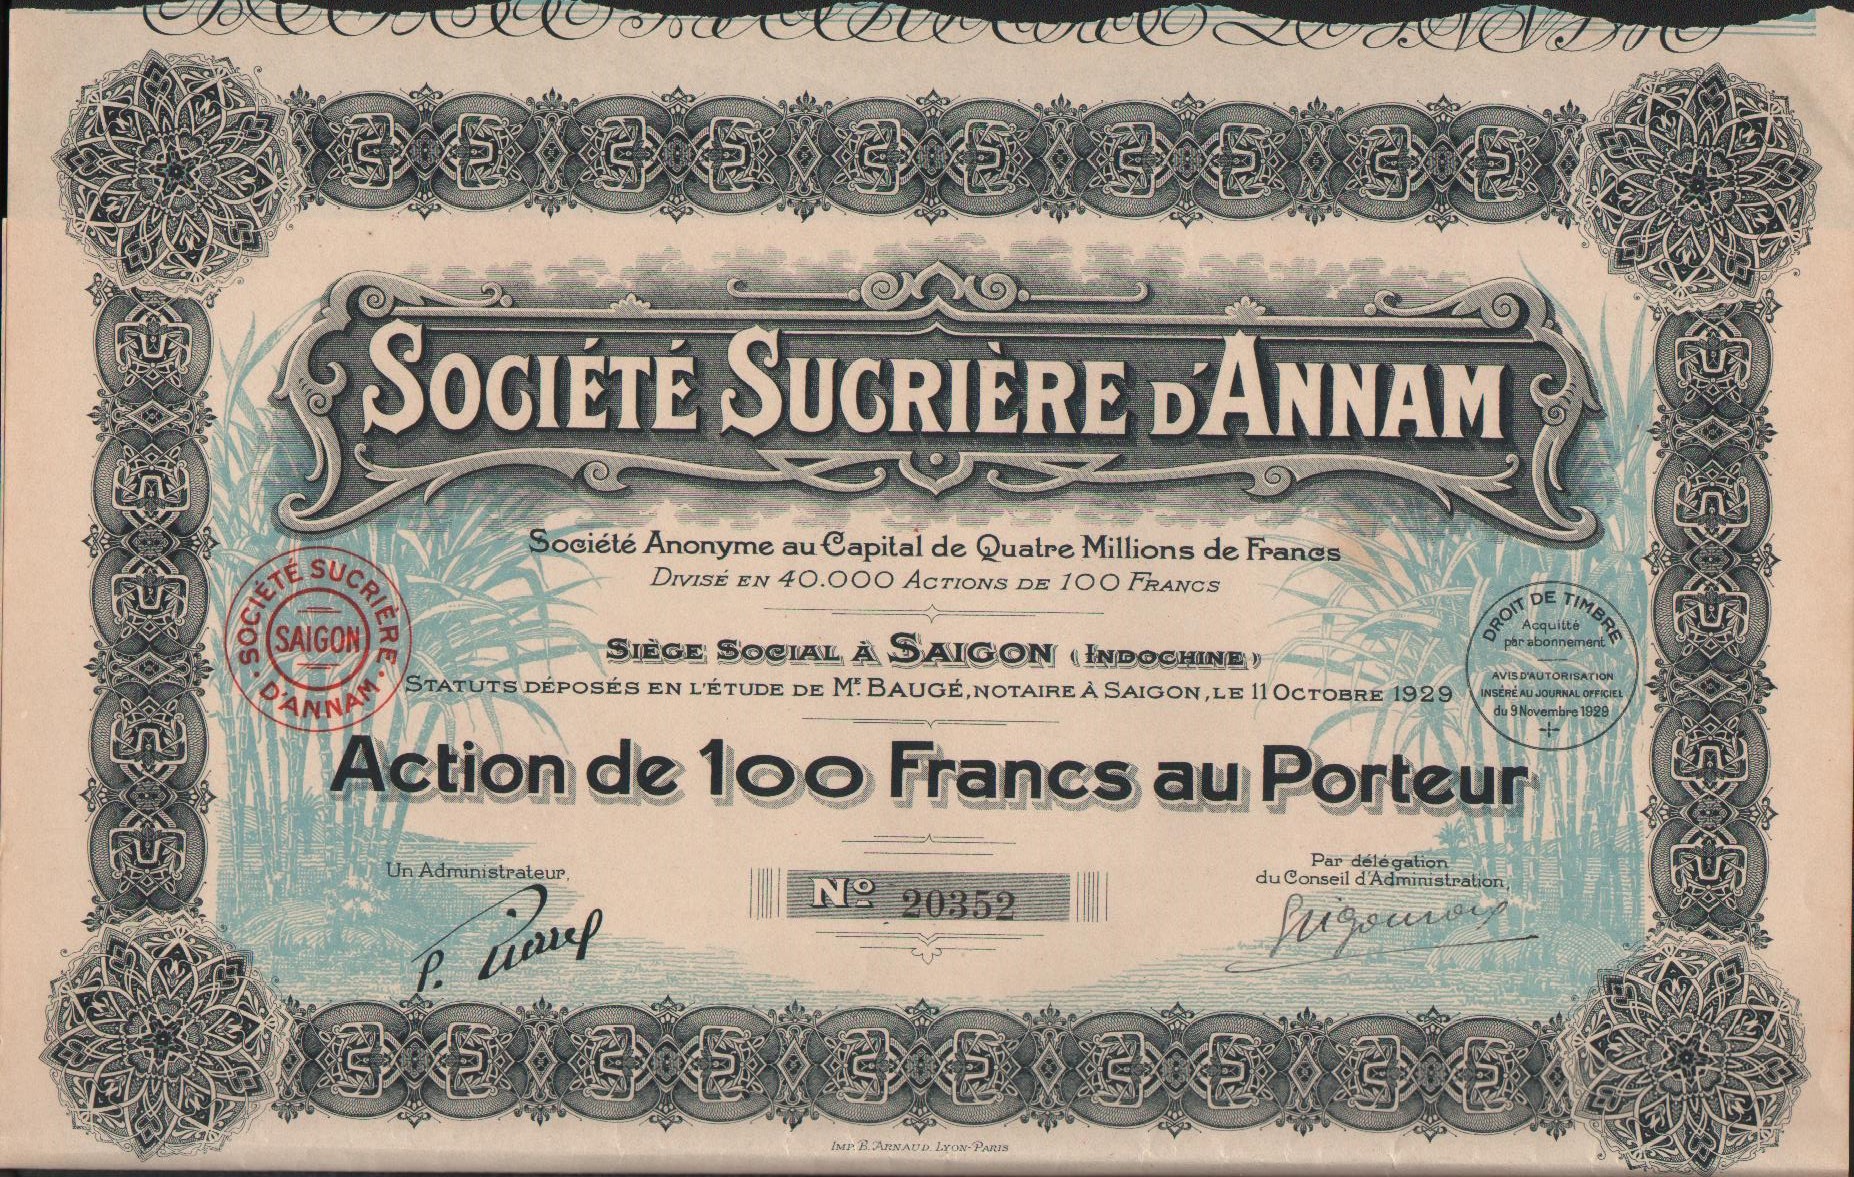 SOCIÉTÉ SUCRIÈRE D'ANNAM
Société Anonyme au Capital de Quatre Millions de Francs
DIVISÉ EN 40.000 ACTIONS DE 100 FRANCS
SIÈGE SOCIAL À SAIGON (INDOCHINE)
STATUTS DÉPOSÉS EN L'ÉTUDE DE ME BAUGÉ, NOTAIRE À SAIGON, LE 11 OCTOBRE 1929
SOCIÉTÉ SUCRIÈRE
SAIGON
D'ANNAM
DROIT DE TIMBRE
Acquitté
par abonnement
AVIS D'AUTORISATION
INSÉRÉ AU JOURNAL OFFICIEL
du 9 Novembre 1929
Action de 100 Francs au Porteur
Un Administrateur,
No 20352
Par délégation
du Conseil d'Administration,
IMP. B. ARNAUD. LYON-PARIS